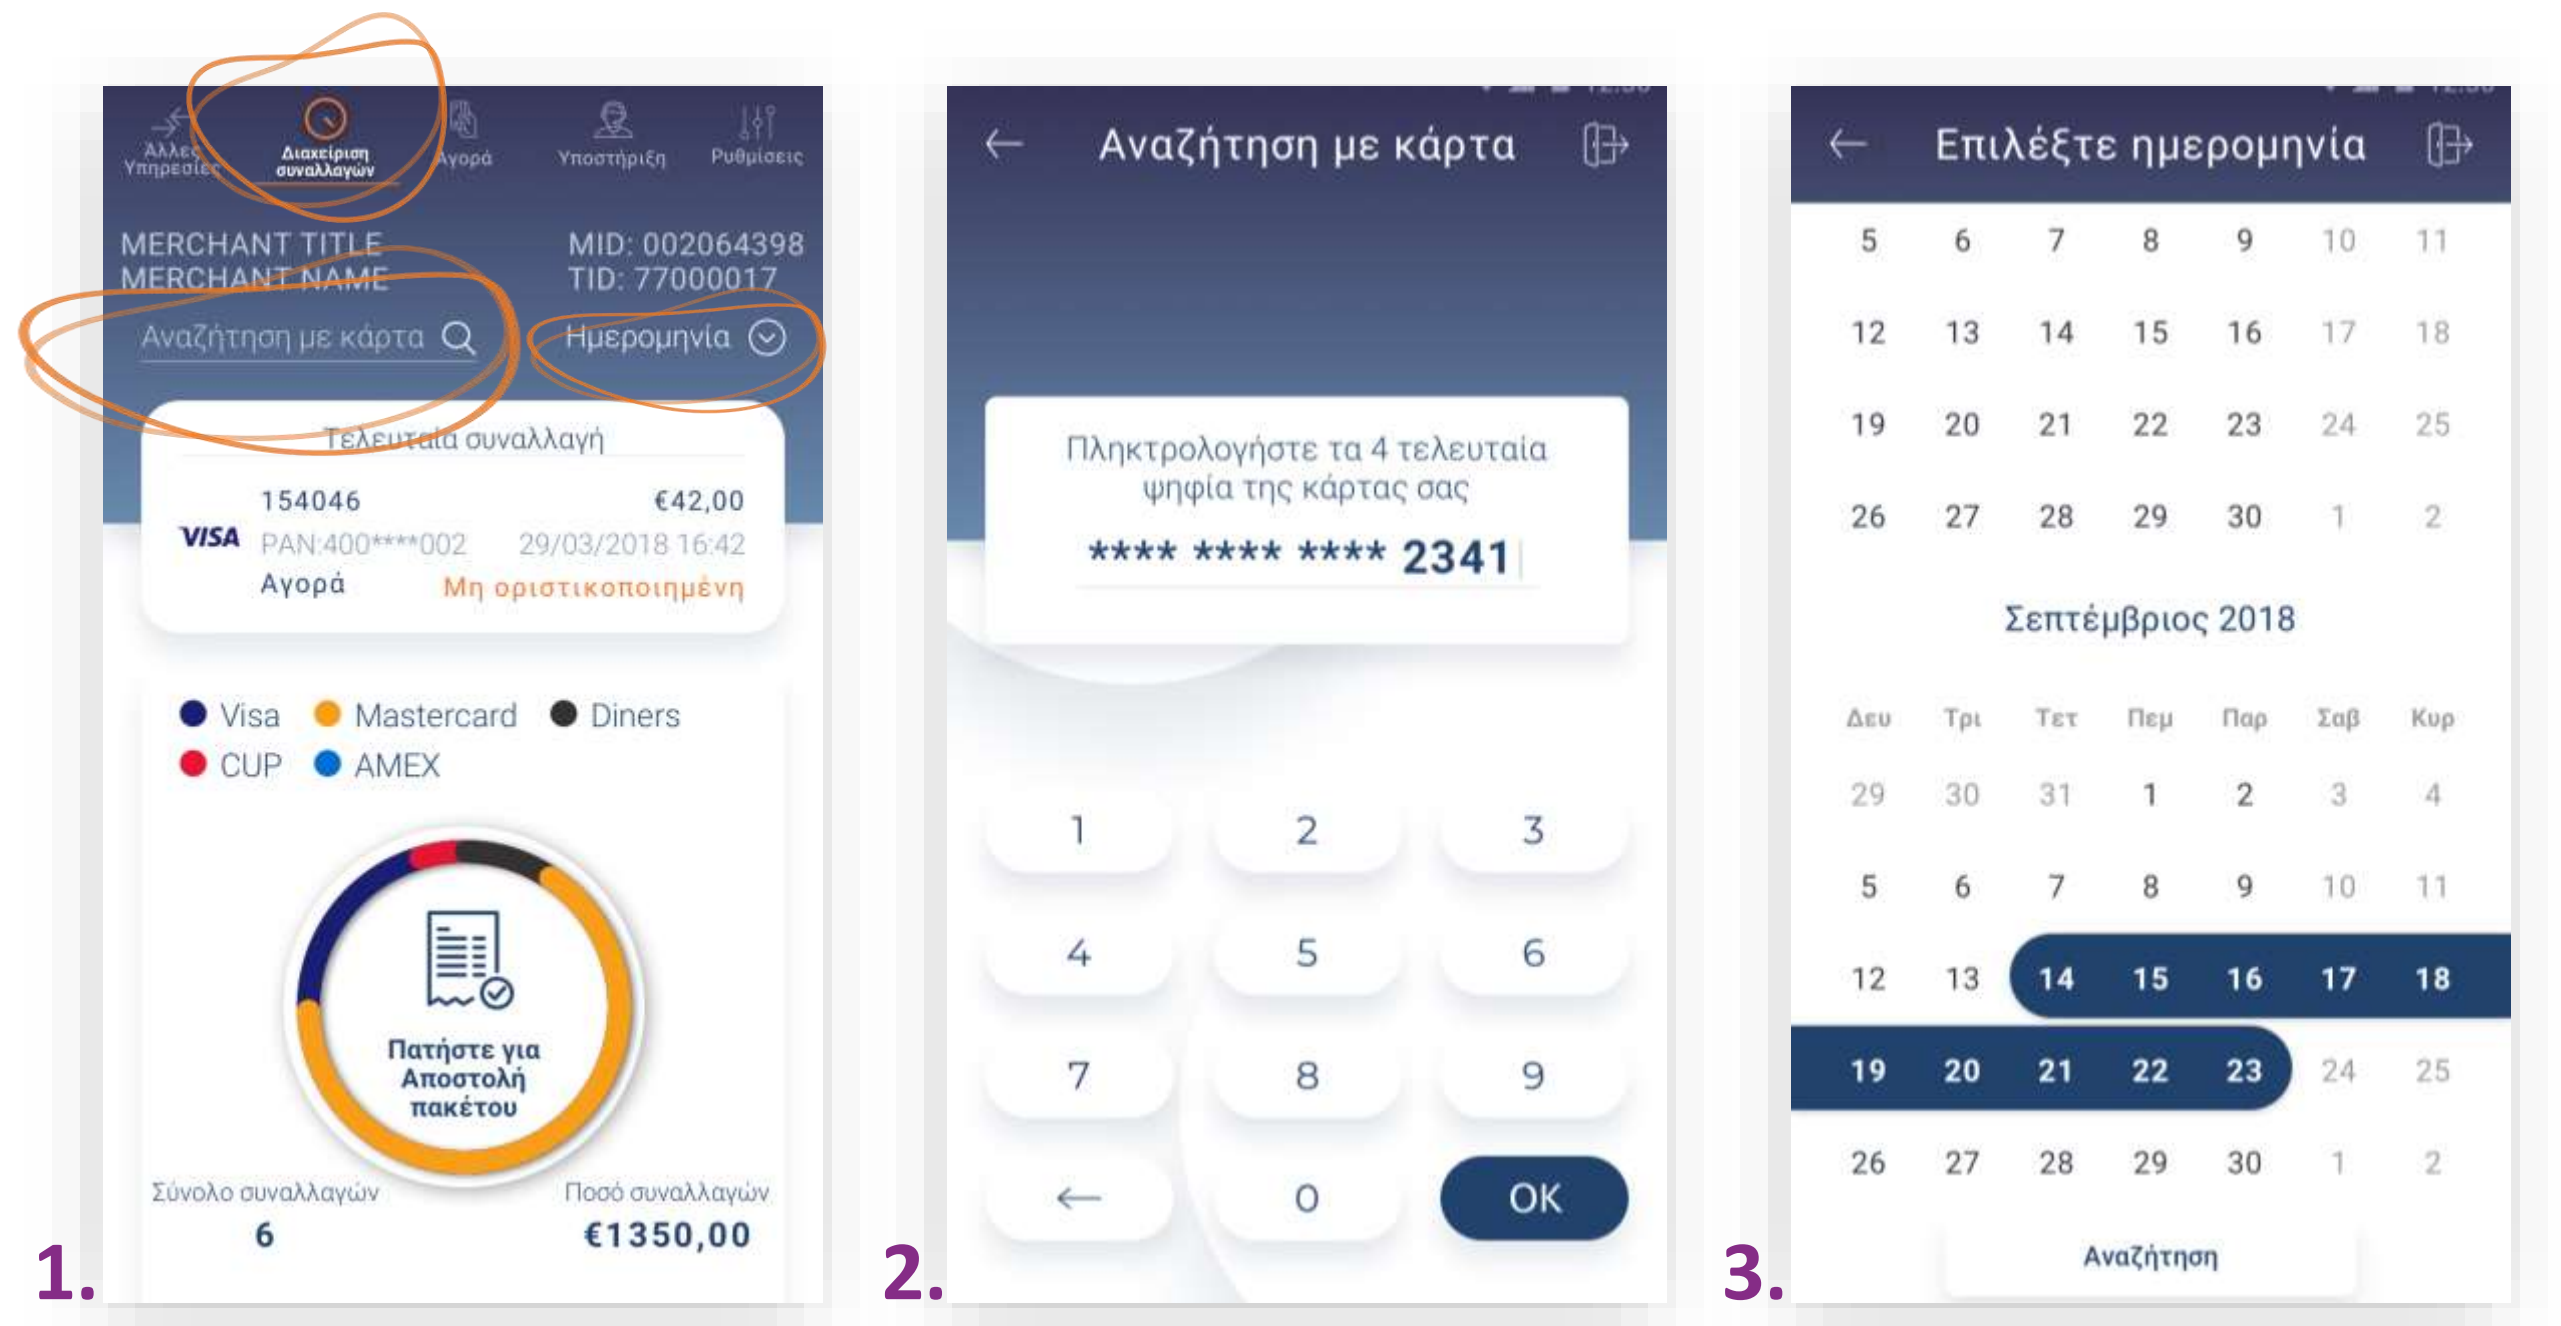 Άλλες
Υπηρεσίες
Διαχείριση
συναλλαγών
Αγορά
Υποστήριξη
Ρυθμίσεις
MERCHANT TITLE
MID: 002064398
MERCHANT NAME
TID: 77000017
Αναζήτηση με κάρτα
Ημερομηνία
Τελευταία συναλλαγή
154046 €42,00
VISA PAN:400****002 29/03/2018 16:42
Αγορά Μη οριστικοποιημένη
Visa Mastercard Diners
CUP AMEX
Πατήστε για
Αποστολή
πακέτου
Σύνολο συναλλαγών Ποσό συναλλαγών
6 €1350,00
1.
Αναζήτηση με κάρτα
Πληκτρολογήστε τα 4 τελευταία
ψηφία της κάρτας σας
**** **** **** 2341
1 2 3
4 5 6
7 8 9
0 OK
2.
Επιλέξτε ημερομηνία
5 6 7 8 9 10 11
12 13 14 15 16 17 18
19 20 21 22 23 24 25
26 27 28 29 30 1 2
Σεπτέμβριος 2018
Δευ Τρι Τετ Πεμ Παρ Σαβ Κυρ
29 30 31 1 2 3 4
5 6 7 8 9 10 11
12 13 14 15 16 17 18
19 20 21 22 23 24 25
26 27 28 29 30 1 2
Αναζήτηση
3.